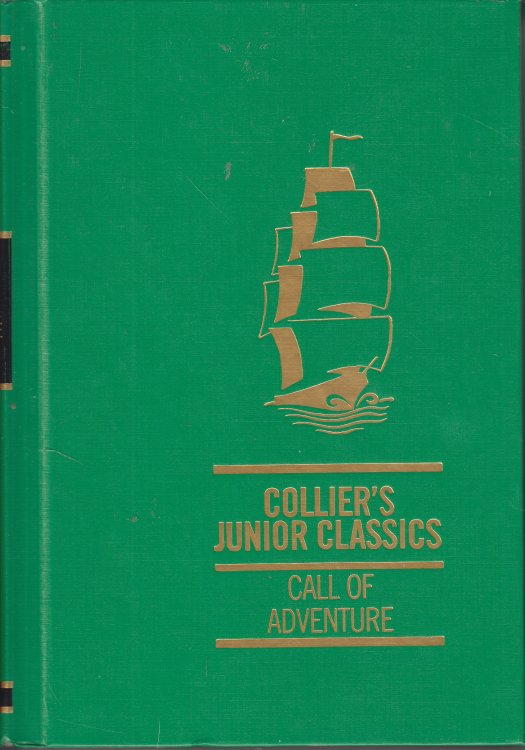 COLLIER'S
JUNIOR CLASSICS
CALL OF
ADVENTURE